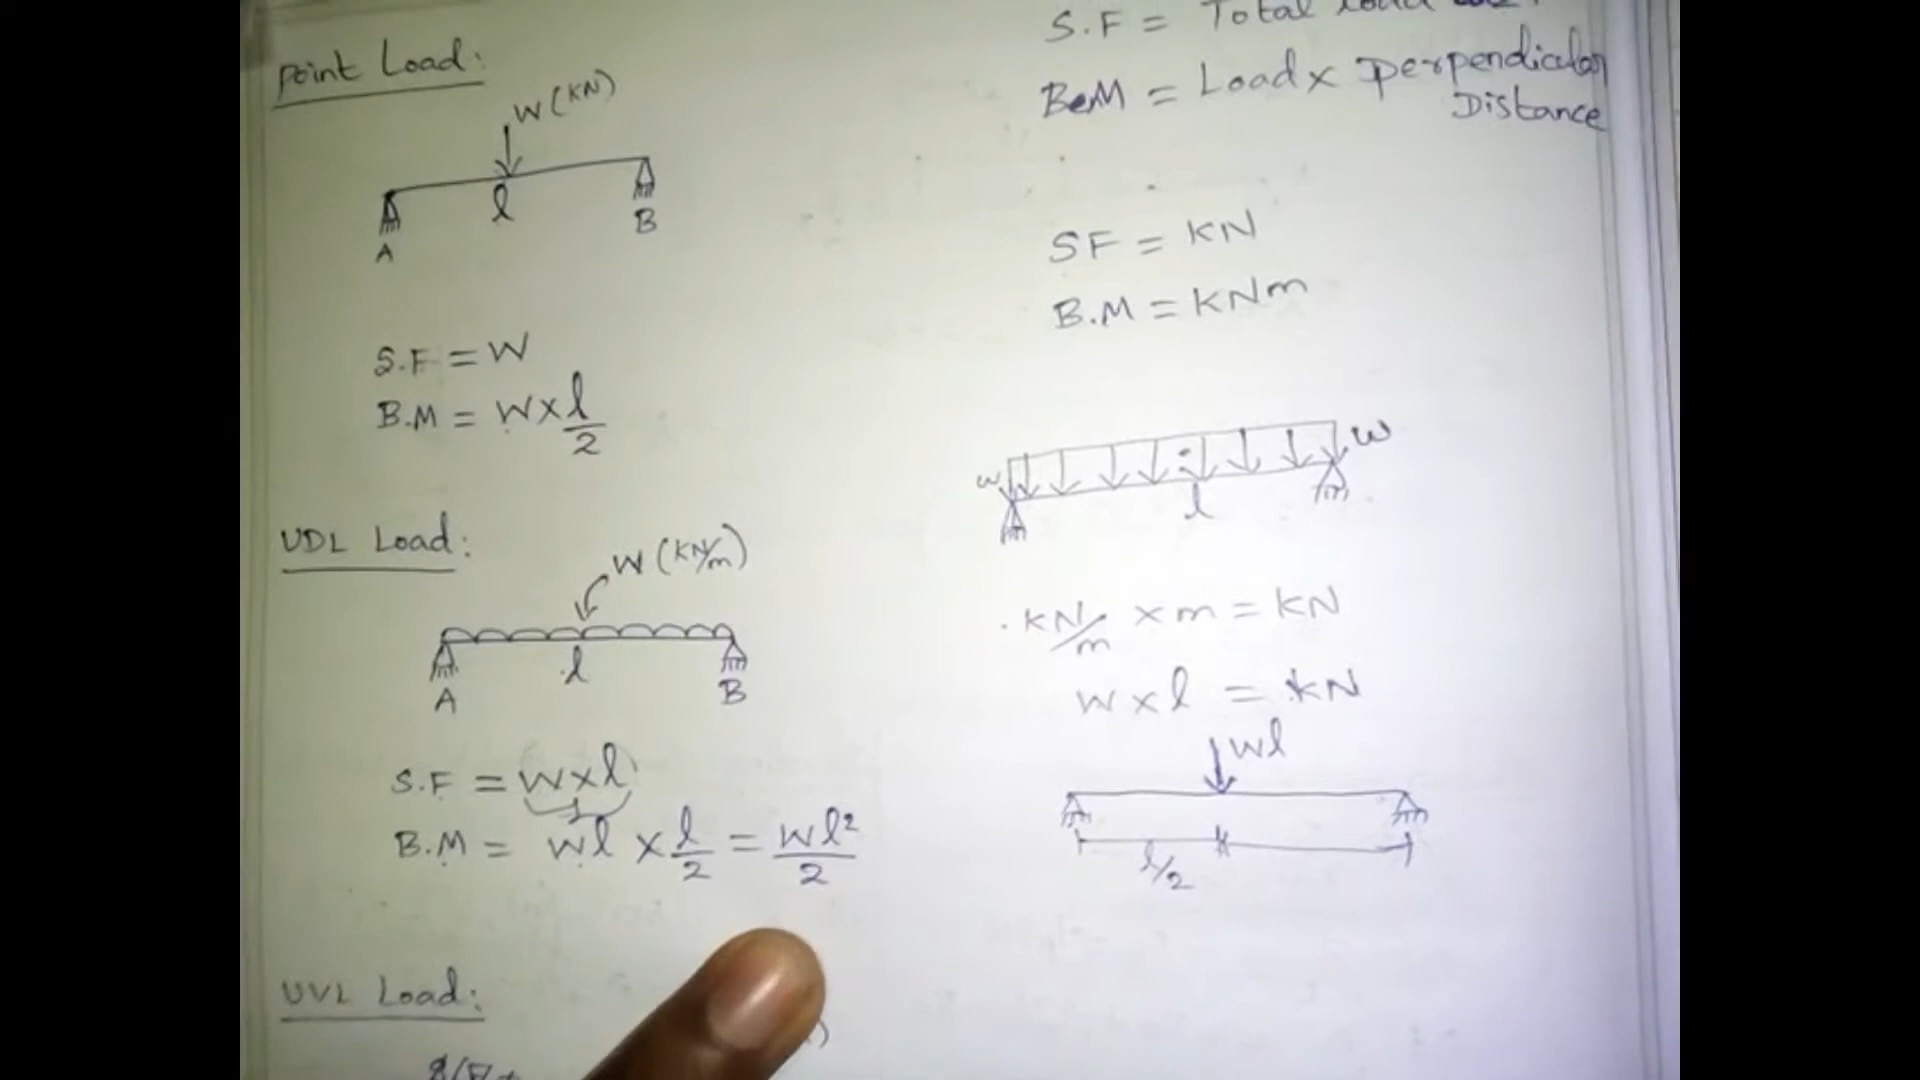 Point Load:
W (KN)
l
A
B
S.F = W
B.M = W x l/2
UDL Load:
W (KN/m)
l
A
B
S.F = W x l
B.M = wl x l/2 = wl²/2
UVL Load:
S.F = Total
BeM = Load x Perpendicular
Distance
SF = KN
B.M = KNm
w
w
l
KN/m x m = KN
w x l = KN
wl
l/2